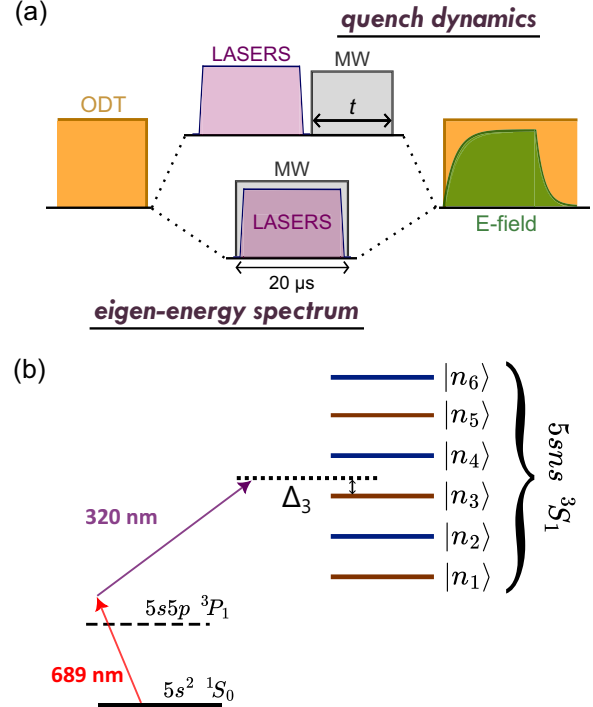 (a)
quench dynamics
LASERS
MW
ODT
t
MW
LASERS
E-field
20 µs
eigen-energy spectrum
(b)
|n₆⟩
|n₅⟩
|n₄⟩
Δ₃
|n₃⟩
|n₂⟩
|n₁⟩
5sns ³S₁
320 nm
5s5p ³P₁
689 nm
5s² ¹S₀